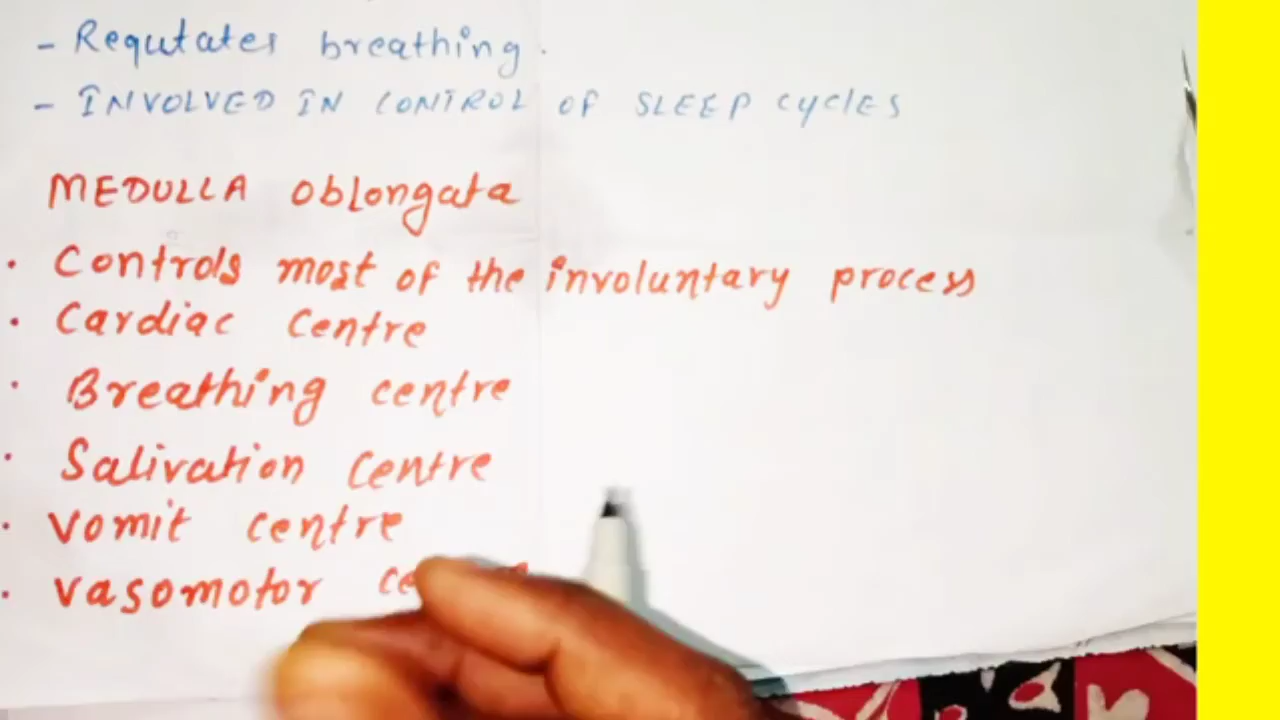 - Requtates breathing.
- INVOLVED IN CONTROL OF SLEEP cycles
MEDULLA oblongata
• Controls most of the involuntary process
• Cardiac Centre
• Breathing centre
• Salivation Centre
• Vomit centre
• Vasomotor